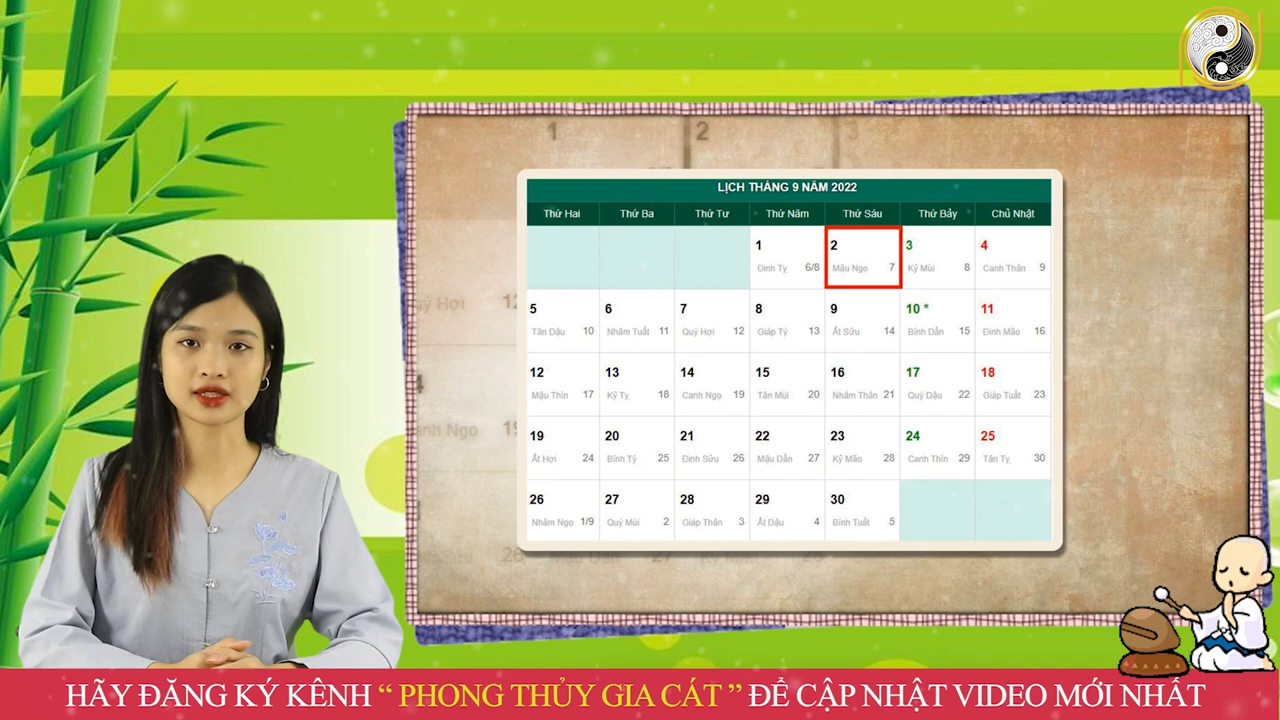 LỊCH THÁNG 9 NĂM 2022
Thứ Hai Thứ Ba Thứ Tư Thứ Năm Thứ Sáu Thứ Bảy Chủ Nhật
1 2 3 4
Đinh Tỵ 6/8 Mậu Ngọ 7 Kỷ Mùi 8 Canh Thân 9
5 6 7 8 9 10 * 11
Tân Dậu 10 Nhâm Tuất 11 Quý Hợi 12 Giáp Tý 13 Ất Sửu 14 Bính Dần 15 Đinh Mão 16
12 13 14 15 16 17 18
Mậu Thìn 17 Kỷ Tỵ 18 Canh Ngọ 19 Tân Mùi 20 Nhâm Thân 21 Quý Dậu 22 Giáp Tuất 23
19 20 21 22 23 24 25
Ất Hợi 24 Bính Tý 25 Đinh Sửu 26 Mậu Dần 27 Kỷ Mão 28 Canh Thìn 29 Tân Tỵ 30
26 27 28 29 30
Nhâm Ngọ 1/9 Quý Mùi 2 Giáp Thân 3 Ất Dậu 4 Bính Tuất 5
HÃY ĐĂNG KÝ KÊNH “ PHONG THỦY GIA CÁT ” ĐỂ CẬP NHẬT VIDEO MỚI NHẤT